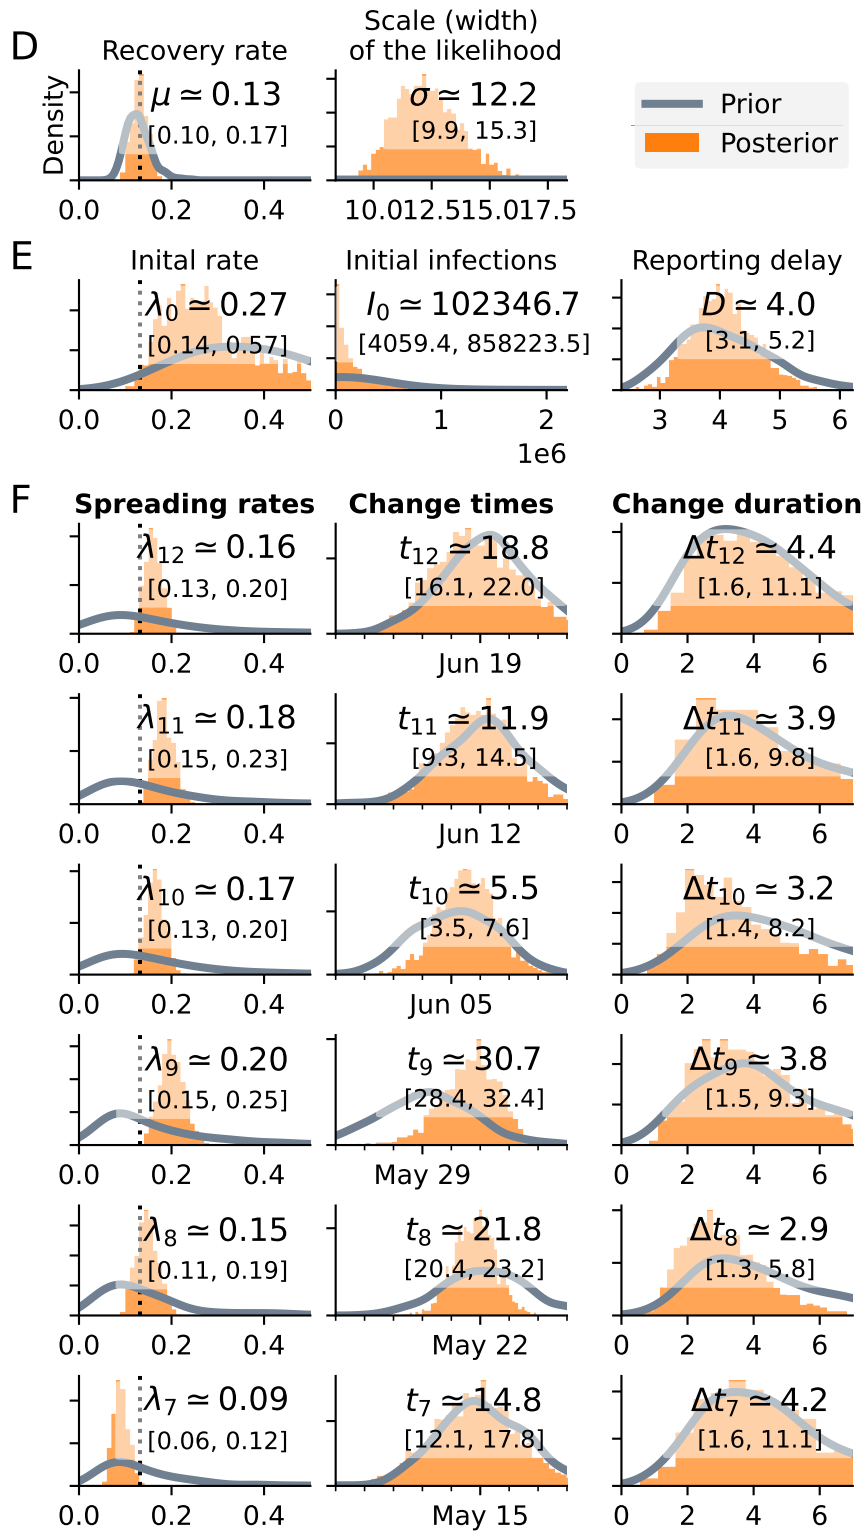 D
Recovery rate
Scale (width)
of the likelihood
Density
μ ≃ 0.13
[0.10, 0.17]
0.0 0.2 0.4
σ ≃ 12.2
[9.9, 15.3]
10.0 12.5 15.0 17.5
Prior
Posterior
E
Inital rate
λ0 ≃ 0.27
[0.14, 0.57]
0.0 0.2 0.4
Initial infections
I0 ≃ 102346.7
[4059.4, 858223.5]
0 1 2
1e6
Reporting delay
D ≃ 4.0
[3.1, 5.2]
3 4 5 6
F
Spreading rates Change times Change duration
λ12 ≃ 0.16
[0.13, 0.20]
0.0 0.2 0.4
t12 ≃ 18.8
[16.1, 22.0]
Jun 19
Δt12 ≃ 4.4
[1.6, 11.1]
0 2 4 6
λ11 ≃ 0.18
[0.15, 0.23]
0.0 0.2 0.4
t11 ≃ 11.9
[9.3, 14.5]
Jun 12
Δt11 ≃ 3.9
[1.6, 9.8]
0 2 4 6
λ10 ≃ 0.17
[0.13, 0.20]
0.0 0.2 0.4
t10 ≃ 5.5
[3.5, 7.6]
Jun 05
Δt10 ≃ 3.2
[1.4, 8.2]
0 2 4 6
λ9 ≃ 0.20
[0.15, 0.25]
0.0 0.2 0.4
t9 ≃ 30.7
[28.4, 32.4]
May 29
Δt9 ≃ 3.8
[1.5, 9.3]
0 2 4 6
λ8 ≃ 0.15
[0.11, 0.19]
0.0 0.2 0.4
t8 ≃ 21.8
[20.4, 23.2]
May 22
Δt8 ≃ 2.9
[1.3, 5.8]
0 2 4 6
λ7 ≃ 0.09
[0.06, 0.12]
0.0 0.2 0.4
t7 ≃ 14.8
[12.1, 17.8]
May 15
Δt7 ≃ 4.2
[1.6, 11.1]
0 2 4 6